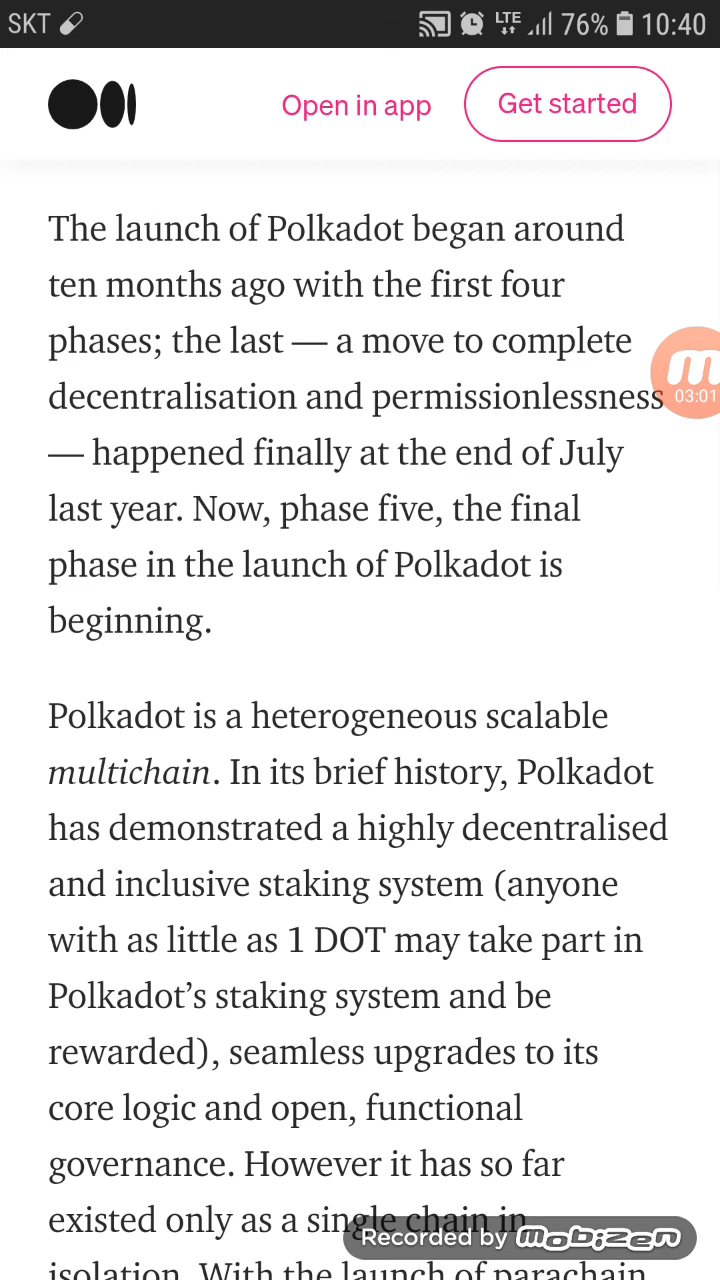 SKT LTE 76% 10:40
Open in app Get started
The launch of Polkadot began around
ten months ago with the first four
phases; the last — a move to complete
decentralisation and permissionlessness
03:01
— happened finally at the end of July
last year. Now, phase five, the final
phase in the launch of Polkadot is
beginning.
Polkadot is a heterogeneous scalable
multichain. In its brief history, Polkadot
has demonstrated a highly decentralised
and inclusive staking system (anyone
with as little as 1 DOT may take part in
Polkadot’s staking system and be
rewarded), seamless upgrades to its
core logic and open, functional
governance. However it has so far
existed only as a single chain in
Recorded by mobizen
isolation. With the launch of parachain